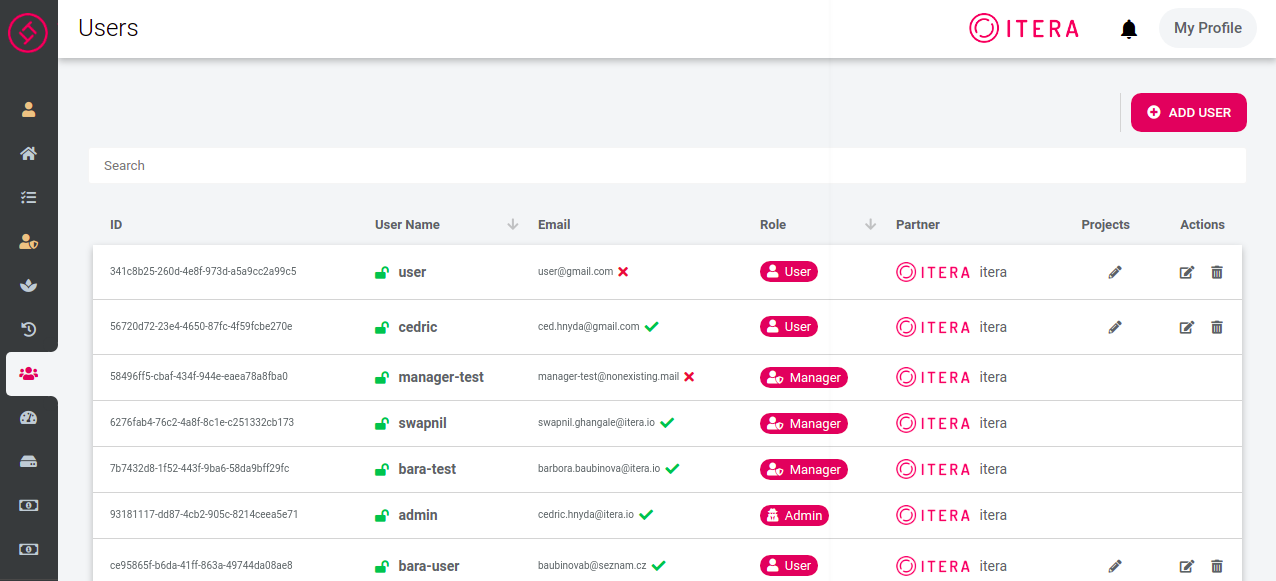 Users
ITERA
My Profile
ADD USER
Search
ID User Name Email Role Partner Projects Actions
341c8b25-260d-4e8f-973d-a5a9cc2a99c5 user user@gmail.com User ITERA itera
56720d72-23e4-4650-87fc-4f59fcbe270e cedric ced.hnyda@gmail.com User ITERA itera
58496ff5-cbaf-434f-944e-eaea78a8fba0 manager-test manager-test@nonexisting.mail Manager ITERA itera
6276fab4-76c2-4a8f-8c1e-c251332cb173 swapnil swapnil.ghangale@itera.io Manager ITERA itera
7b7432d8-1f52-443f-9ba6-58da9bff29fc bara-test barbora.baubinova@itera.io Manager ITERA itera
93181117-dd87-4cb2-905c-8214ceea5e71 admin cedric.hnyda@itera.io Admin ITERA itera
ce95865f-b6da-41ff-863a-49744da08ae8 bara-user baubinovab@seznam.cz User ITERA itera